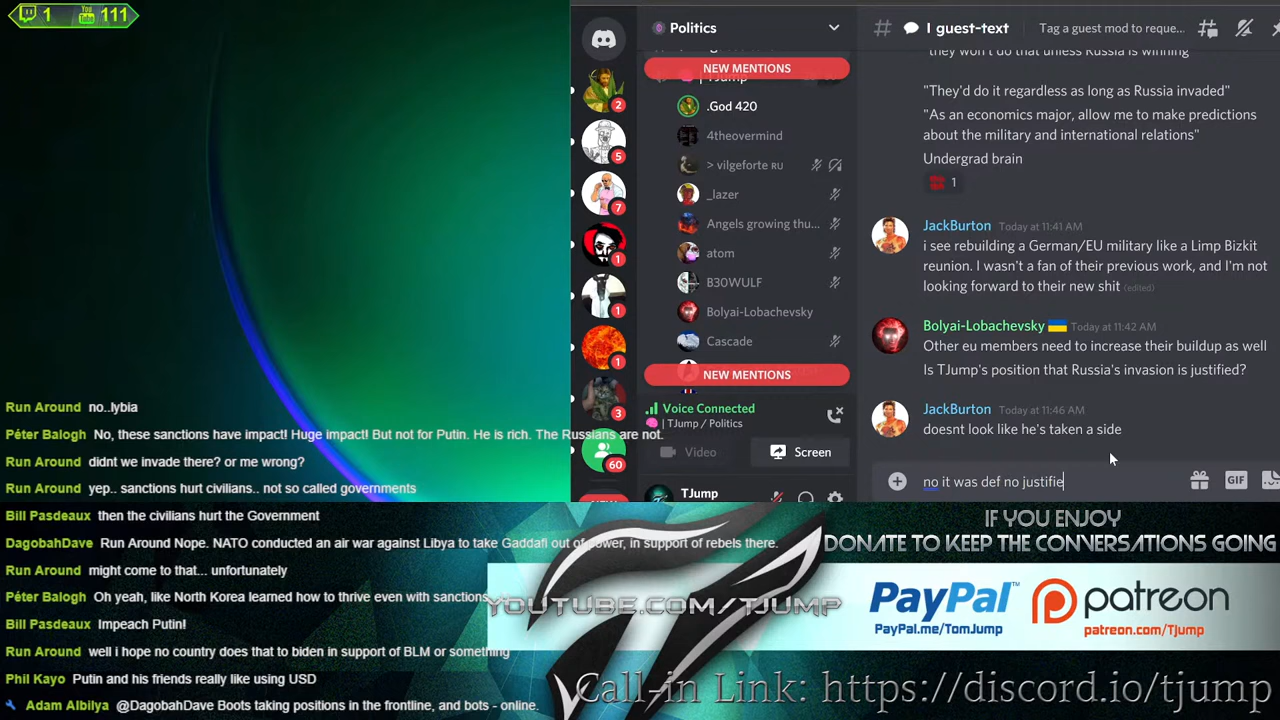 1
You Tube 111
Run Around no..lybia
Péter Balogh No, these sanctions have impact! Huge impact! But not for Putin. He is rich. The Russians are not.
Run Around didnt we invade there? or me wrong?
Run Around yep.. sanctions hurt civilians.. not so called governments
Bill Pasdeaux then the civilians hurt the Government
DagobahDave Run Around Nope. NATO conducted an air war against Libya to take Gaddafi out of power, in support of rebels there.
Run Around might come to that... unfortunately
Péter Balogh Oh yeah, like North Korea learned how to thrive even with sanctions
Bill Pasdeaux Impeach Putin!
Run Around well i hope no country does that to biden in support of BLM or something
Phil Kayo Putin and his friends really like using USD
Adam Albilya @DagobahDave Boots taking positions in the frontline, and bots - online.
2
5
7
1
1
1
3
60
NEW
Politics
NEW MENTIONS
TJump
.God 420
4theovermind
> vilgeforte RU
_lazer
Angels growing thu...
atom
B30WULF
Bolyai-Lobachevsky
Cascade
NEW MENTIONS
Voice Connected
| TJump / Politics
Video
Screen
TJump
I guest-text
Tag a guest mod to reque...
they won't do that unless Russia is winning
"They'd do it regardless as long as Russia invaded"
"As an economics major, allow me to make predictions
about the military and international relations"
Undergrad brain
1
JackBurton Today at 11:41 AM
i see rebuilding a German/EU military like a Limp Bizkit
reunion. I wasn't a fan of their previous work, and I'm not
looking forward to their new shit (edited)
Bolyai-Lobachevsky Today at 11:42 AM
Other eu members need to increase their buildup as well
Is TJump's position that Russia's invasion is justified?
JackBurton Today at 11:46 AM
doesnt look like he's taken a side
no it was def no justifie
GIF
IF YOU ENJOY
DONATE TO KEEP THE CONVERSATIONS GOING
YOUTUBE.COM/TJUMP
PayPal™
PayPal.me/TomJump
patreon
patreon.com/Tjump
Call-in Link: https://discord.io/tjump